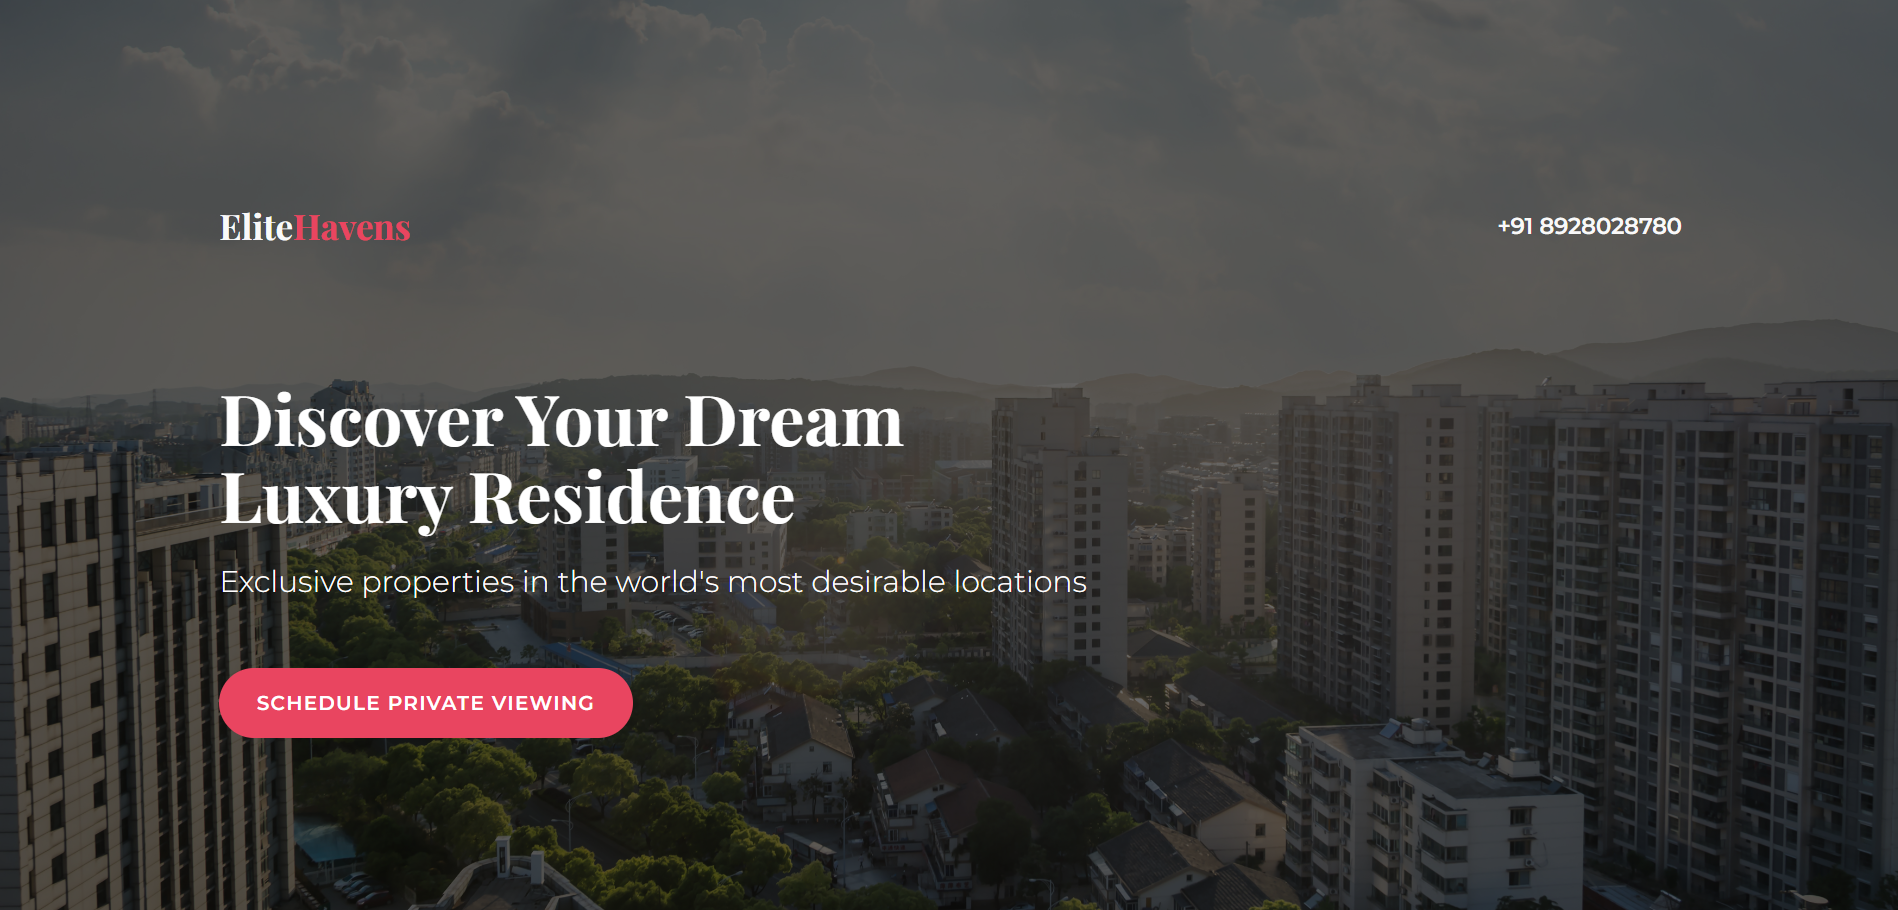 EliteHavens
+91 8928028780
Discover Your Dream
Luxury Residence
Exclusive properties in the world's most desirable locations
SCHEDULE PRIVATE VIEWING